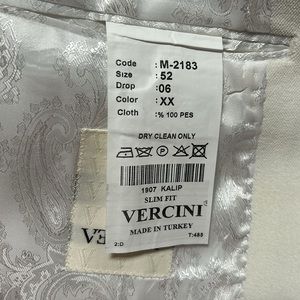 Code : M-2183
Size : 52
Drop : 06
Color : XX
Cloth : % 100 PES
DRY CLEAN ONLY
1907 KALIP
SLIM FIT
VERCINI
MADE IN TURKEY
2:D T:488
VE